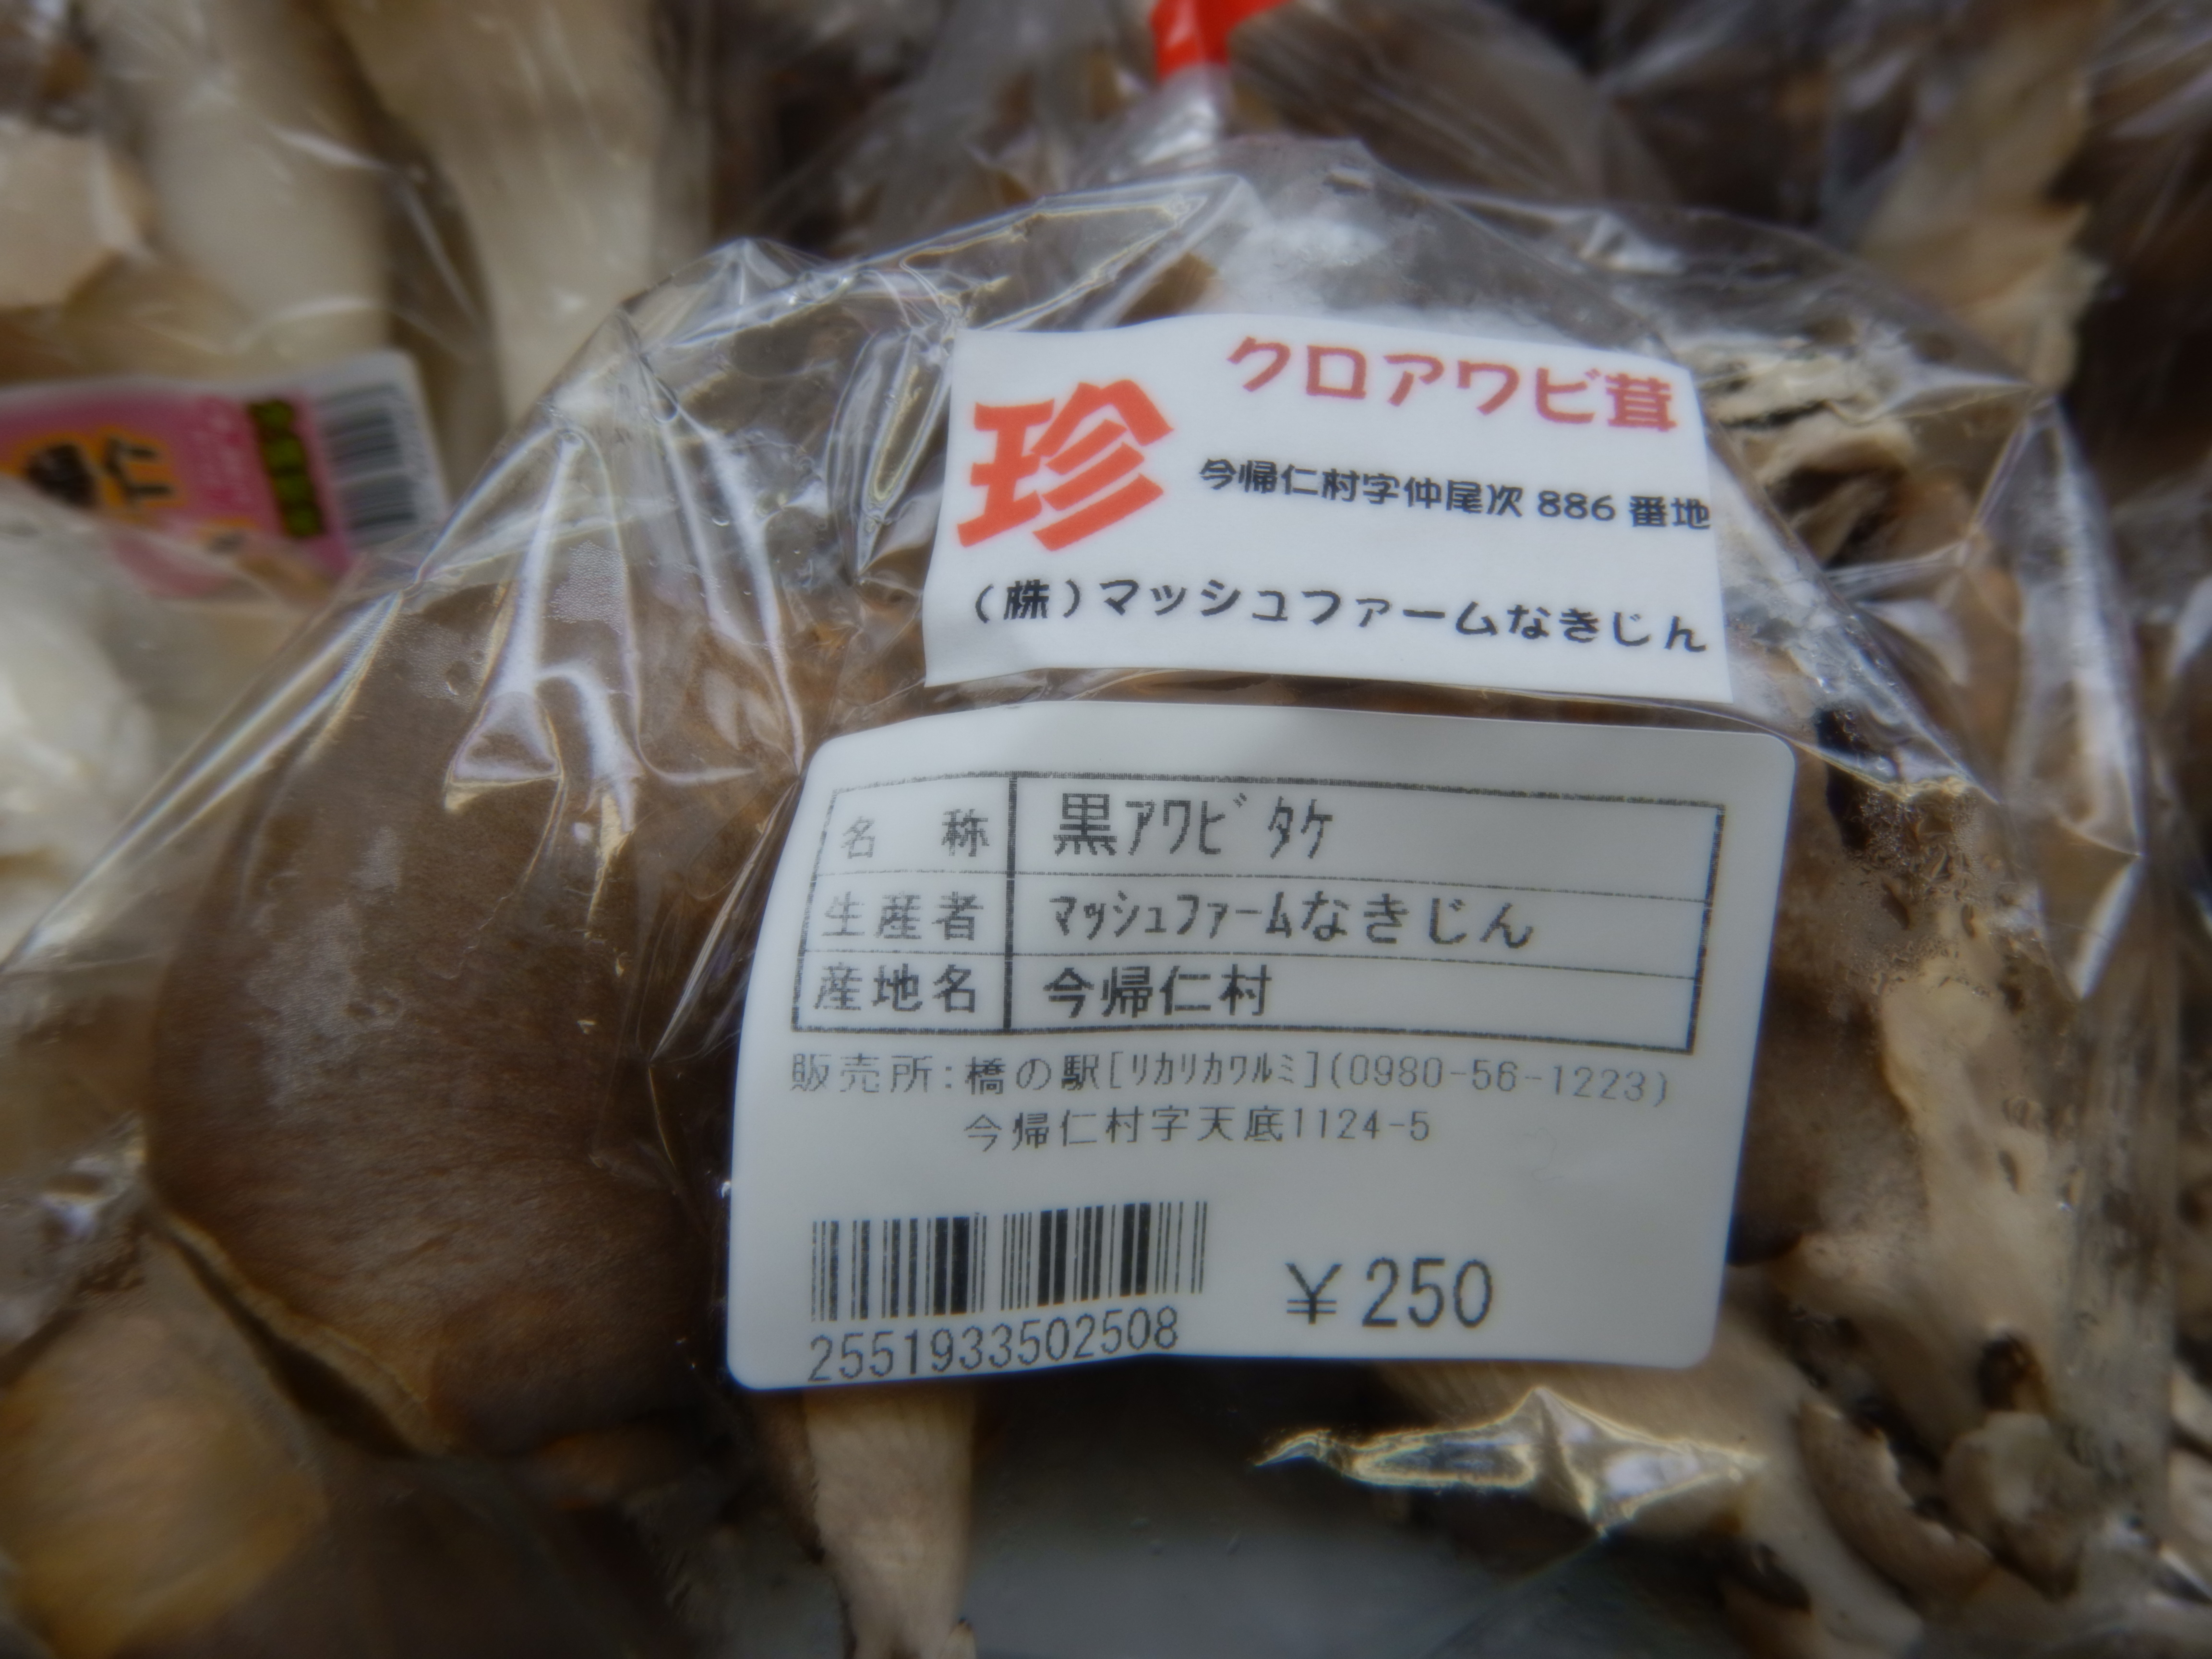 クロアワビ茸
珍
今帰仁村字仲尾次 886 番地
(株)マッシュファームなきじん
名 称 黒ｱﾜﾋﾞﾀｹ
生産者 ﾏｯｼｭﾌｧｰﾑなきじん
産地名 今帰仁村
販売所:橋の駅[ﾘｶﾘｶﾜﾙﾐ](0980-56-1223)
今帰仁村字天底1124-5
¥250
2551933502508